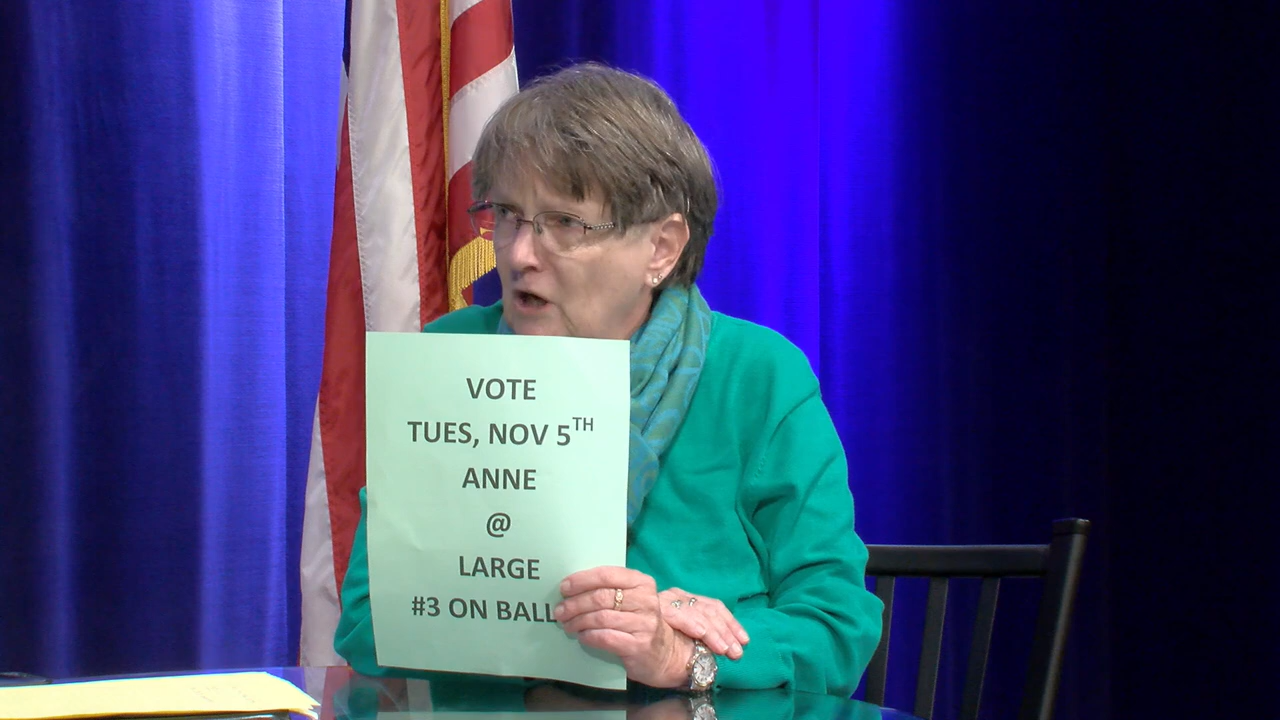 VOTE
TUES, NOV 5TH
ANNE
@
LARGE
#3 ON BALL